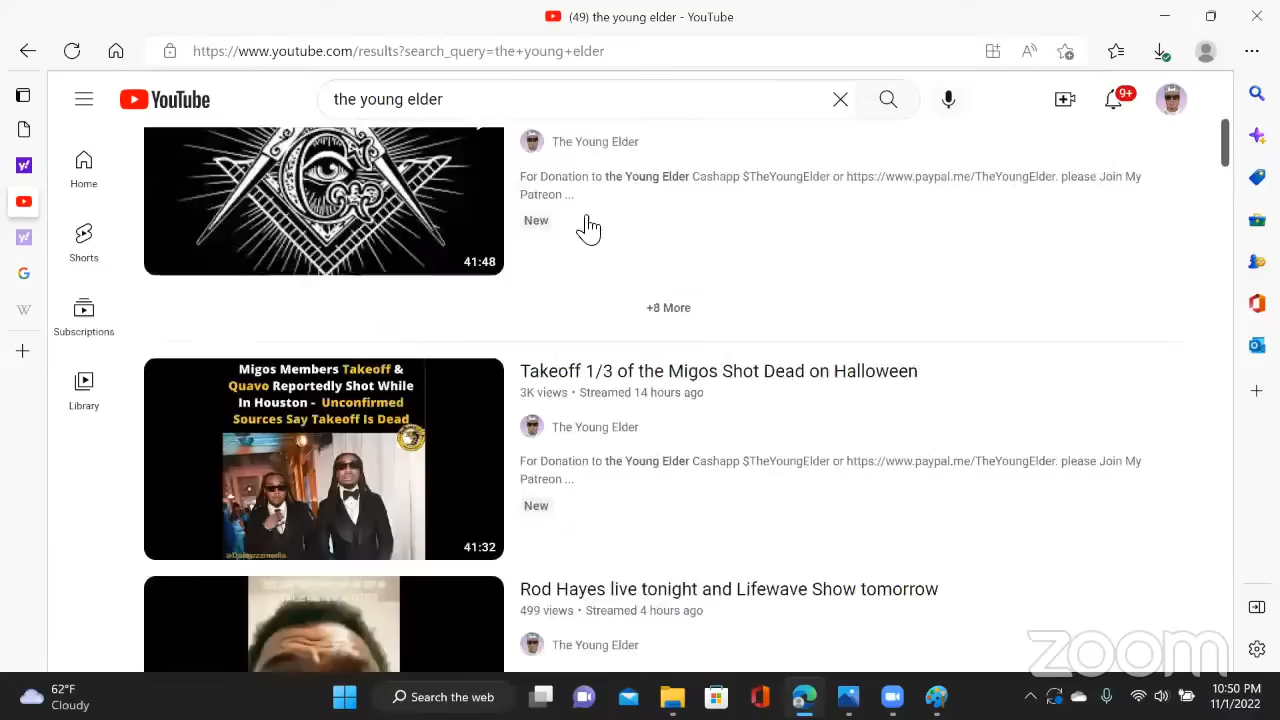 (49) the young elder - YouTube
https://www.youtube.com/results?search_query=the+young+elder
YouTube
the young elder
9+
Home
Shorts
Subscriptions
Library
G
41:48
The Young Elder
For Donation to the Young Elder Cashapp $TheYoungElder or https://www.paypal.me/TheYoungElder. please Join My
Patreon ...
New
+8 More
Migos Members Takeoff &
Quavo Reportedly Shot While
In Houston - Unconfirmed
Sources Say Takeoff Is Dead
41:32
Takeoff 1/3 of the Migos Shot Dead on Halloween
3K views • Streamed 14 hours ago
The Young Elder
For Donation to the Young Elder Cashapp $TheYoungElder or https://www.paypal.me/TheYoungElder. please Join My
Patreon ...
New
Rod Hayes live tonight and Lifewave Show tomorrow
499 views • Streamed 4 hours ago
The Young Elder
zoom
62°F
Cloudy
Search the web
10:50 PM
11/1/2022